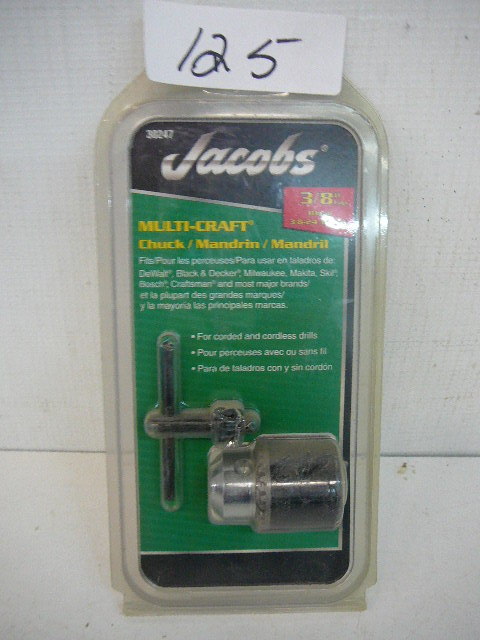 125
30247
Jacobs®
3/8"
MULTI-CRAFT®
Chuck / Mandrin / Mandril
Fits/Pour les perceuses/Para usar en taladros de
DeWalt®, Black & Decker®, Milwaukee, Makita, Skil®,
Bosch®, Craftsman® and most major brands/
et la plupart des grandes marques/
y la mayoria las principales marcas.
• For corded and cordless drills
• Pour perceuses avec ou sans fil
• Para de taladros con y sin cordón